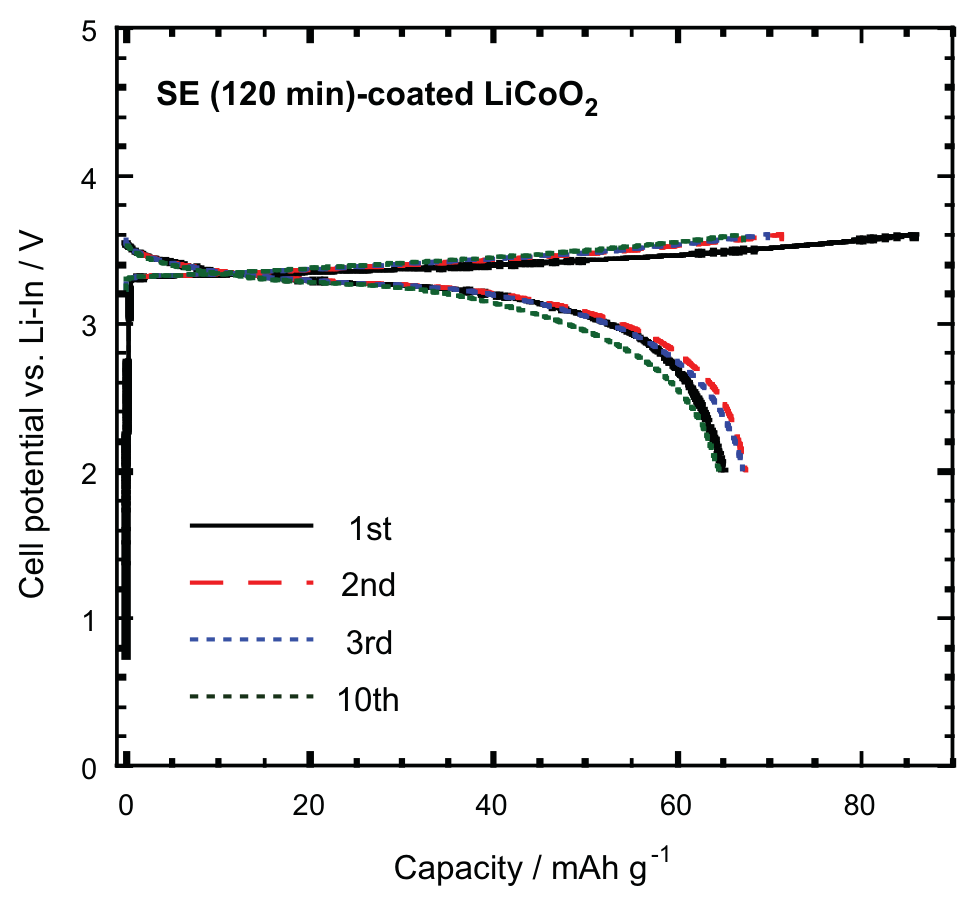 SE (120 min)-coated LiCoO₂
5
4
3
2
1
0
Cell potential vs. Li-In / V
1st
2nd
3rd
10th
0 20 40 60 80
Capacity / mAh g⁻¹